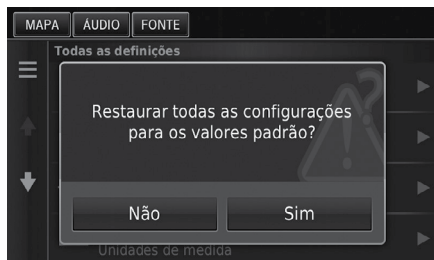 MAPA ÁUDIO FONTE
Todas as definições
Restaurar todas as configurações
para os valores padrão?
Não Sim
Unidades de medida